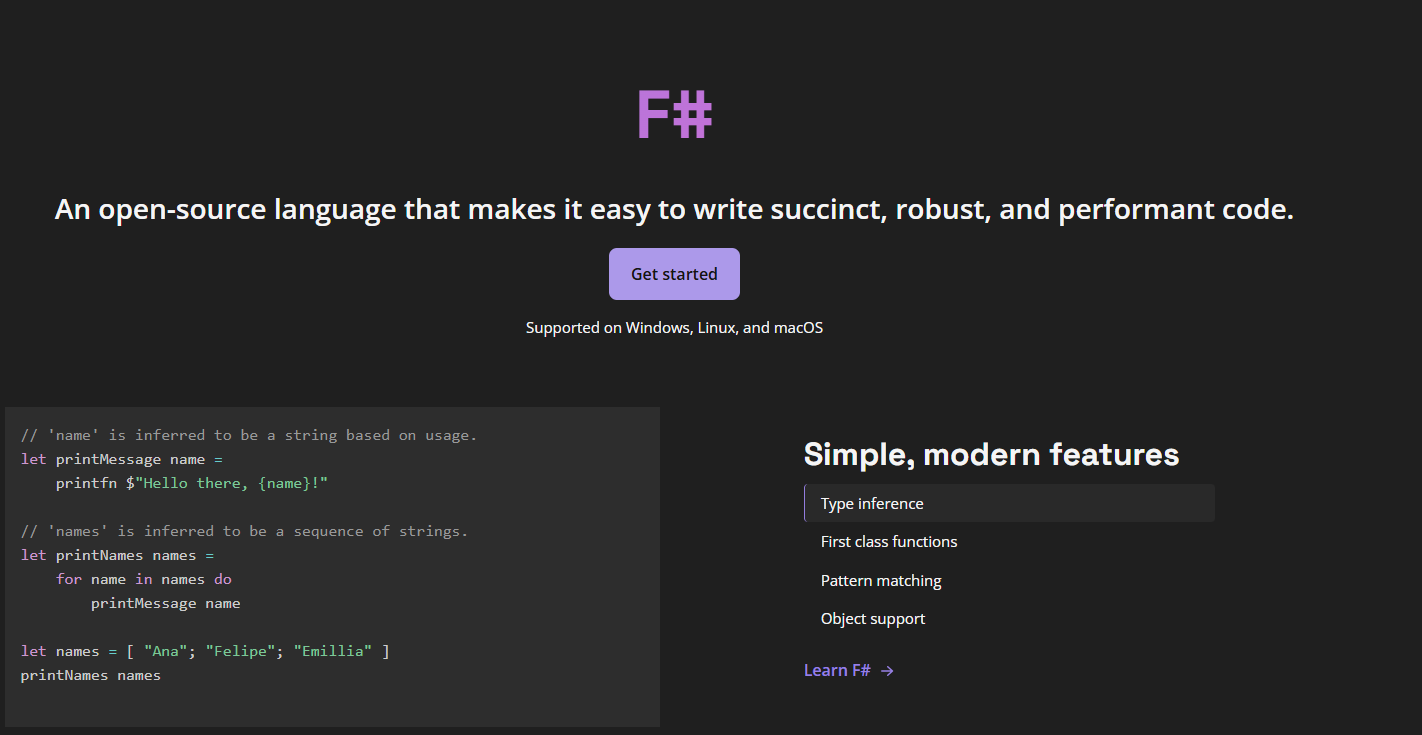 F#
An open-source language that makes it easy to write succinct, robust, and performant code.
Get started
Supported on Windows, Linux, and macOS
// 'name' is inferred to be a string based on usage.
let printMessage name =
    printfn $"Hello there, {name}!"
// 'names' is inferred to be a sequence of strings.
let printNames names =
    for name in names do
        printMessage name
let names = [ "Ana"; "Felipe"; "Emillia" ]
printNames names
Simple, modern features
Type inference
First class functions
Pattern matching
Object support
Learn F# →